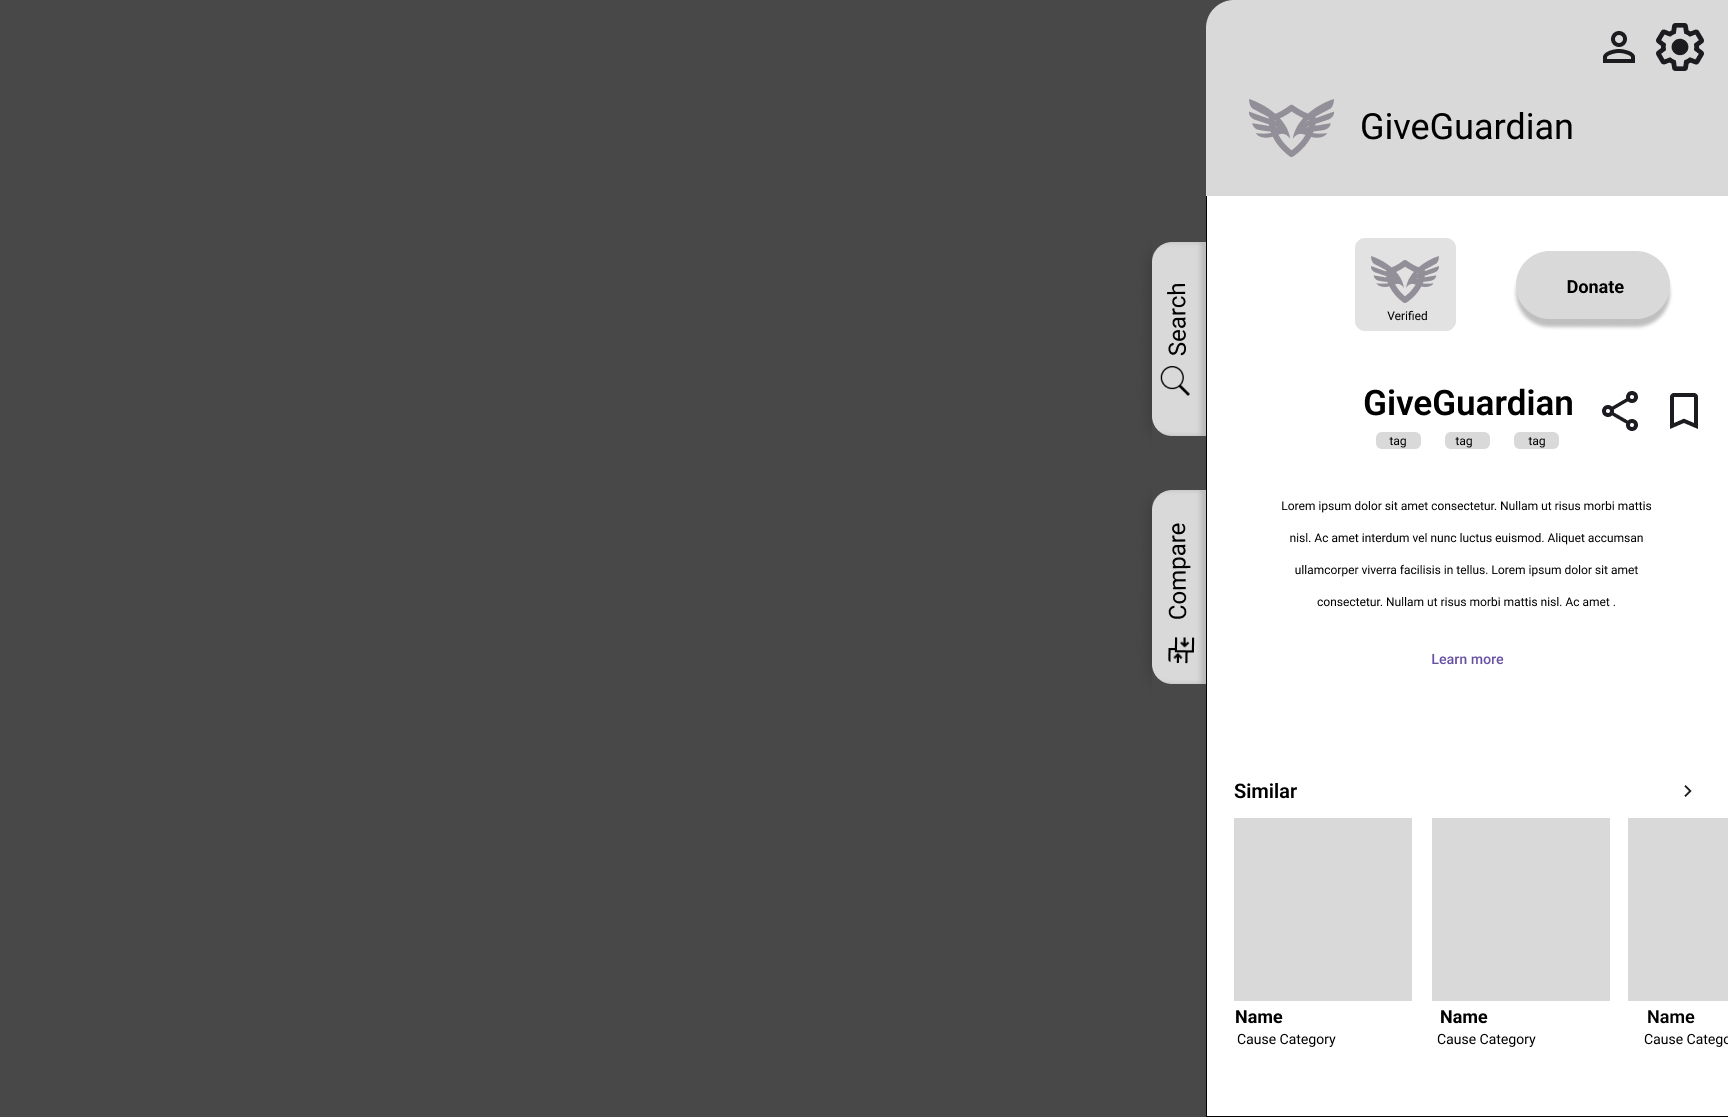 GiveGuardian
Search
Compare
Verified
Donate
GiveGuardian
tag tag tag
Lorem ipsum dolor sit amet consectetur. Nullam ut risus morbi mattis
nisl. Ac amet interdum vel nunc luctus euismod. Aliquet accumsan
ullamcorper viverra facilisis in tellus. Lorem ipsum dolor sit amet
consectetur. Nullam ut risus morbi mattis nisl. Ac amet .
Learn more
Similar
Name Name Name
Cause Category Cause Category Cause Catego